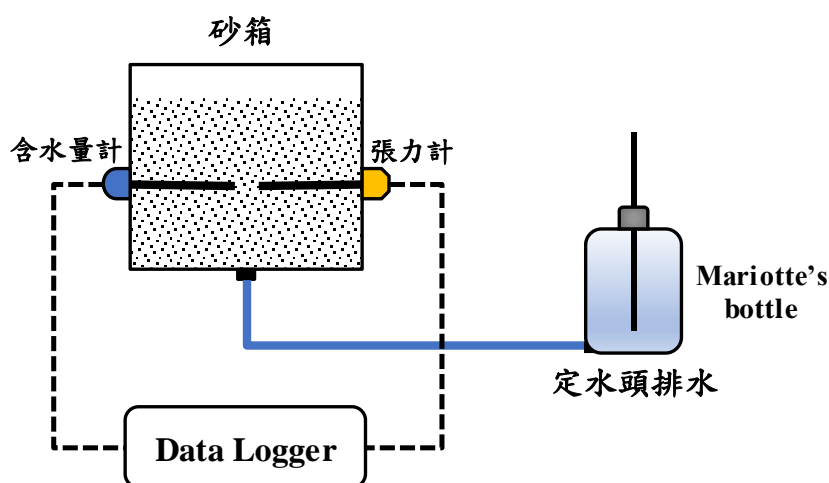 砂箱
含水量計
張力計
Mariotte's
bottle
定水頭排水
Data Logger